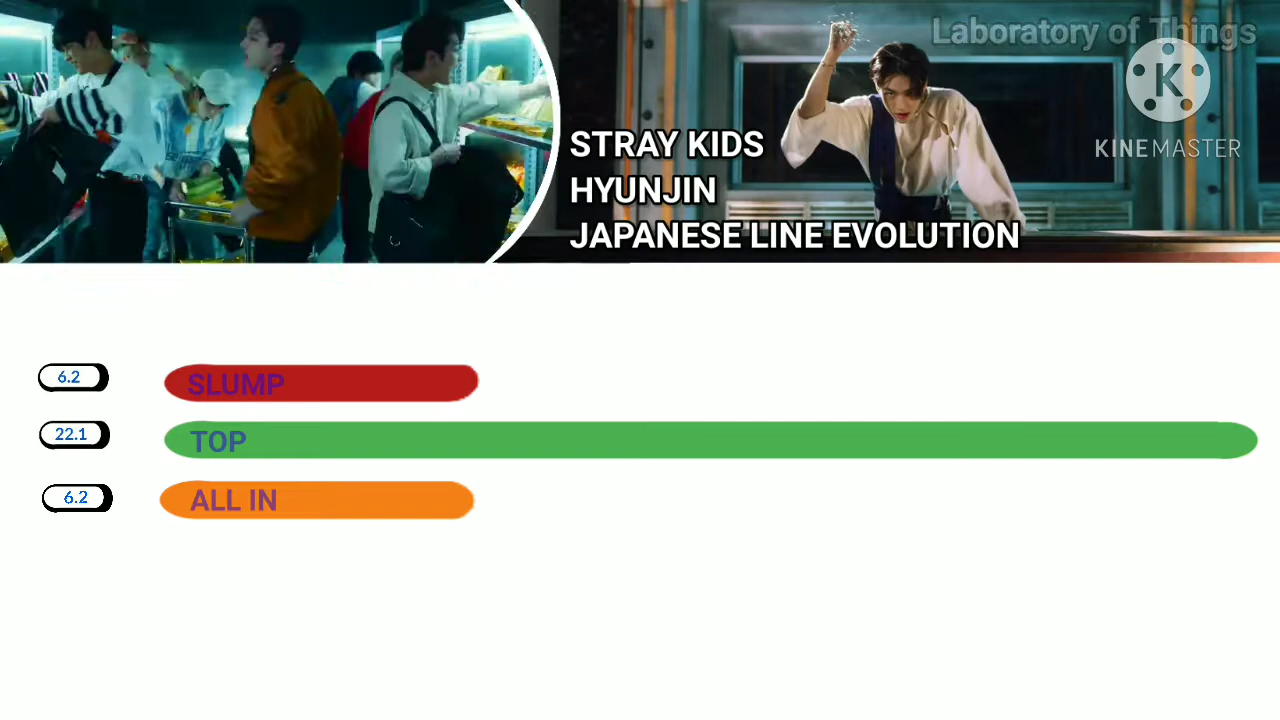 Laboratory of Things
K
KINEMASTER
STRAY KIDS
HYUNJIN
JAPANESE LINE EVOLUTION
6.2
SLUMP
22.1
TOP
6.2
ALL IN